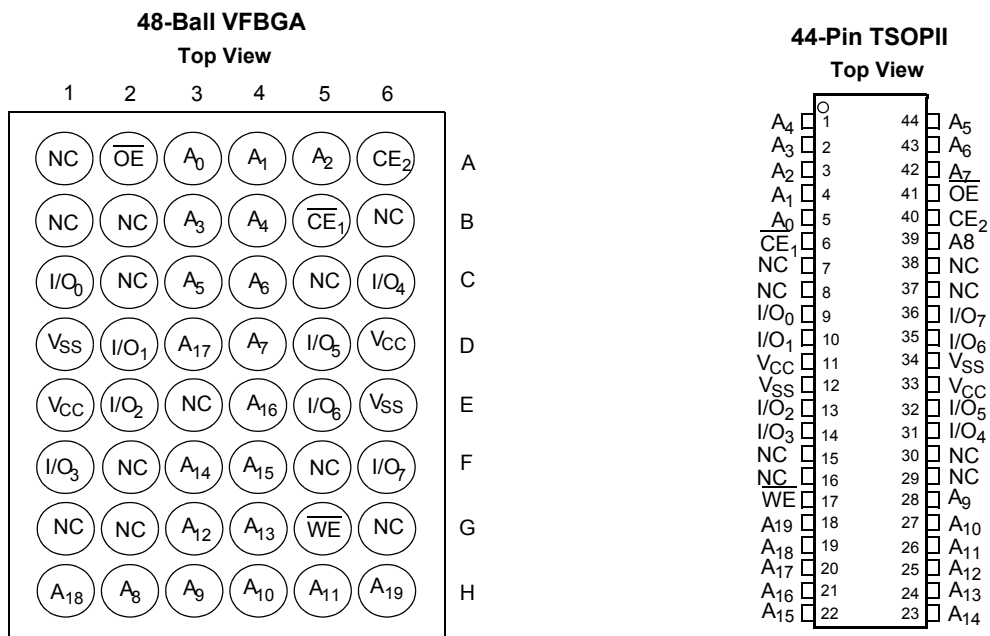 48-Ball VFBGA
Top View
1 2 3 4 5 6
NC O̅E̅ A₀ A₁ A₂ CE₂ A
NC NC A₃ A₄ C̅E̅₁ NC B
I/O₀ NC A₅ A₆ NC I/O₄ C
VSS I/O₁ A₁₇ A₇ I/O₅ VCC D
VCC I/O₂ NC A₁₆ I/O₆ VSS E
I/O₃ NC A₁₄ A₁₅ NC I/O₇ F
NC NC A₁₂ A₁₃ W̅E̅ NC G
A₁₈ A₈ A₉ A₁₀ A₁₁ A₁₉ H
44-Pin TSOPII
Top View
A₄ 1 44 A₅
A₃ 2 43 A₆
A₂ 3 42 A₇
A₁ 4 41 O̅E̅
A₀ 5 40 CE₂
C̅E̅₁ 6 39 A8
NC 7 38 NC
NC 8 37 NC
I/O₀ 9 36 I/O₇
I/O₁ 10 35 I/O₆
VCC 11 34 VSS
VSS 12 33 VCC
I/O₂ 13 32 I/O₅
I/O₃ 14 31 I/O₄
NC 15 30 NC
NC 16 29 NC
W̅E̅ 17 28 A₉
A19 18 27 A₁₀
A₁₈ 19 26 A₁₁
A₁₇ 20 25 A₁₂
A₁₆ 21 24 A₁₃
A₁₅ 22 23 A₁₄